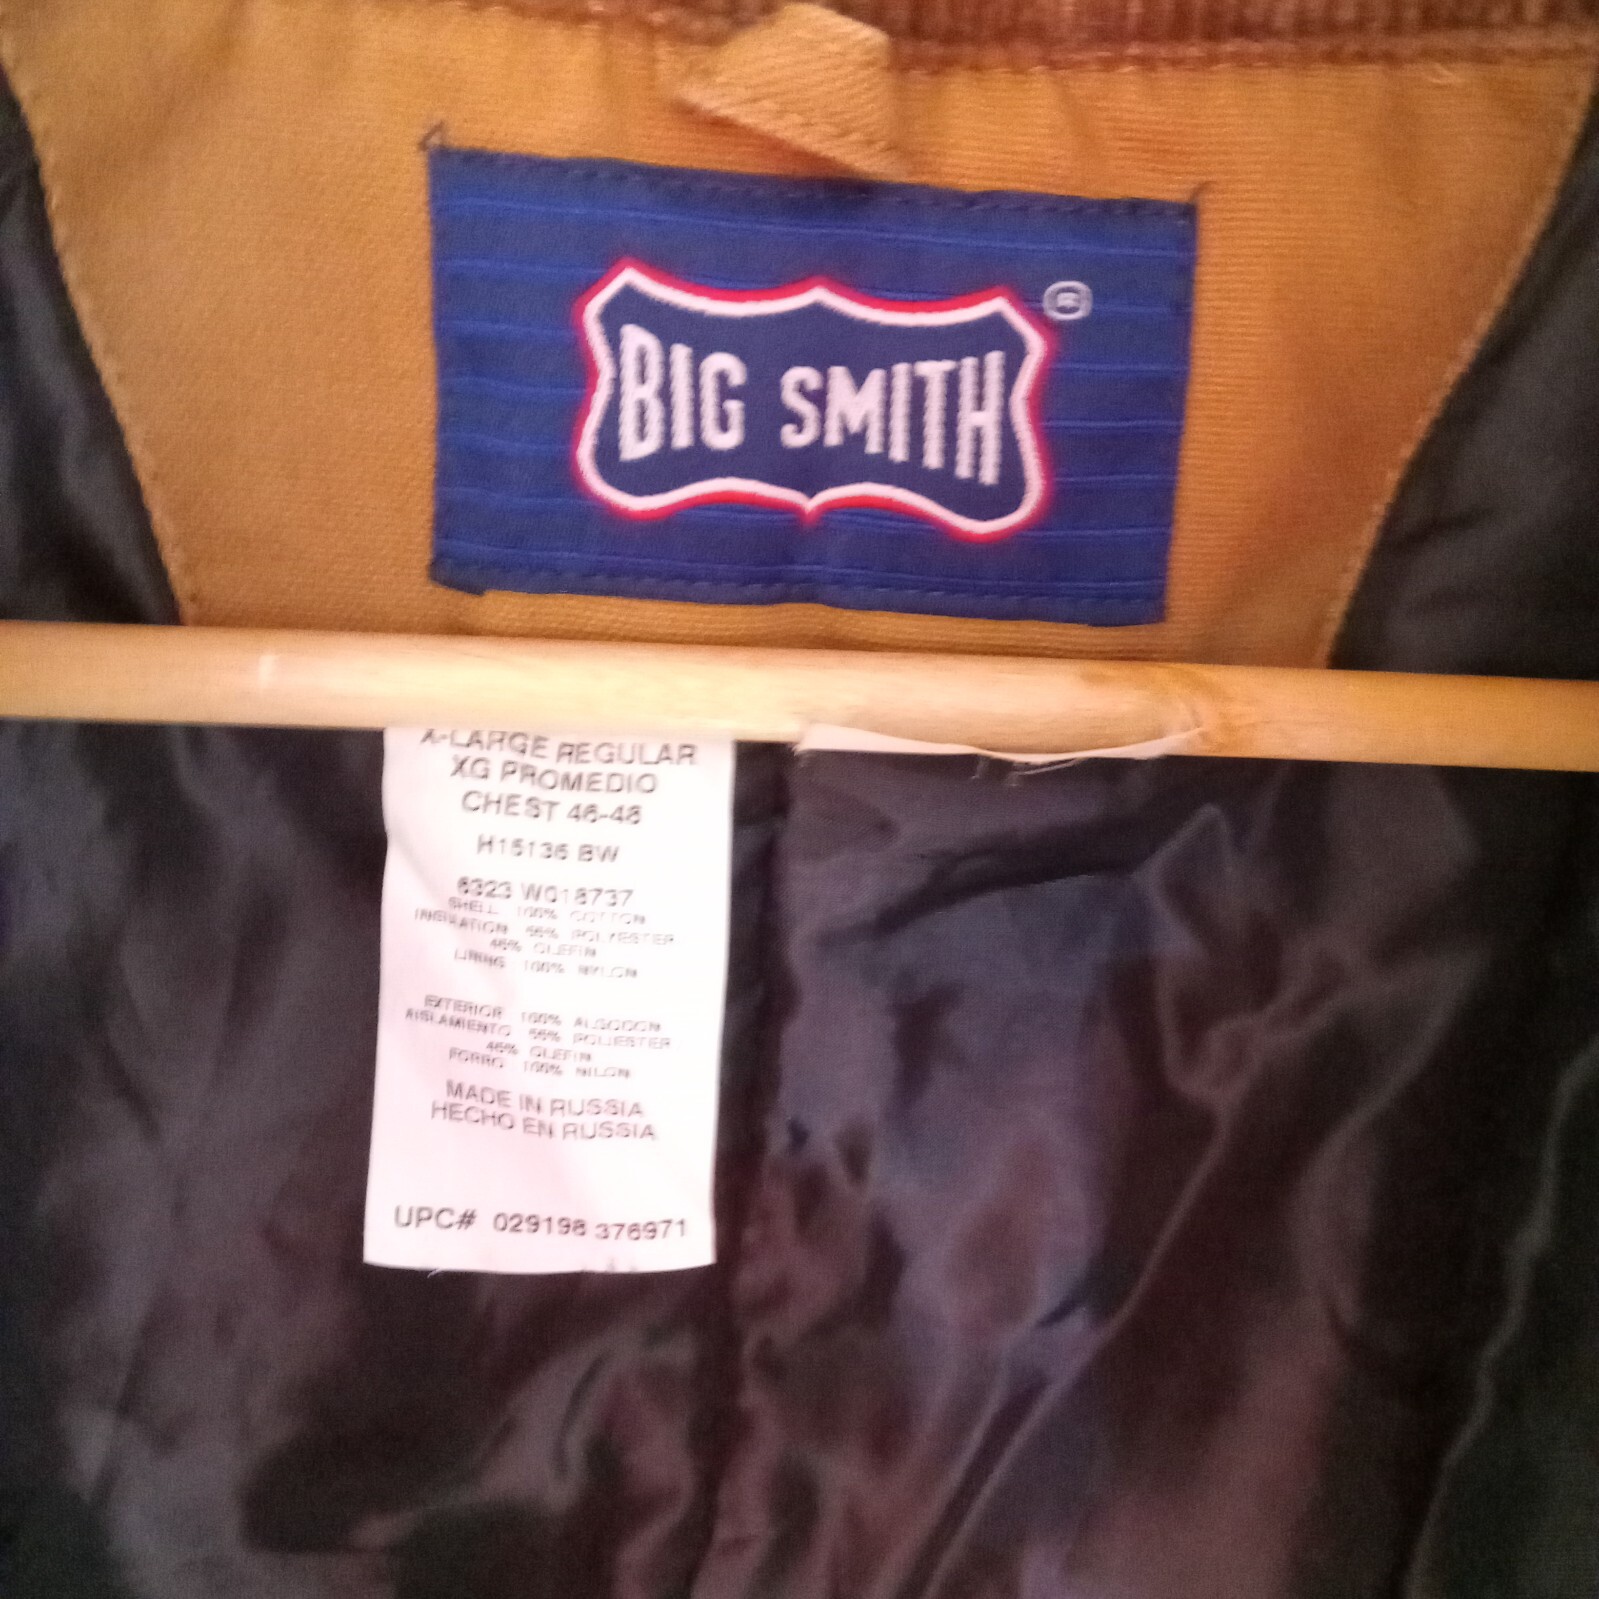 BIG SMITH ®
X-LARGE REGULAR
XG PROMEDIO
CHEST 46-48
H15136 BW
6323 W018737
SHELL 100% COTTON
INSULATION 55% POLYESTER
45% OLEFIN
LINING 100% NYLON
EXTERIOR 100% ALGODON
AISLAMIENTO 55% POLIESTER
45% OLEFIN
FORRO 100% NILON
MADE IN RUSSIA
HECHO EN RUSSIA
UPC# 029198 376971